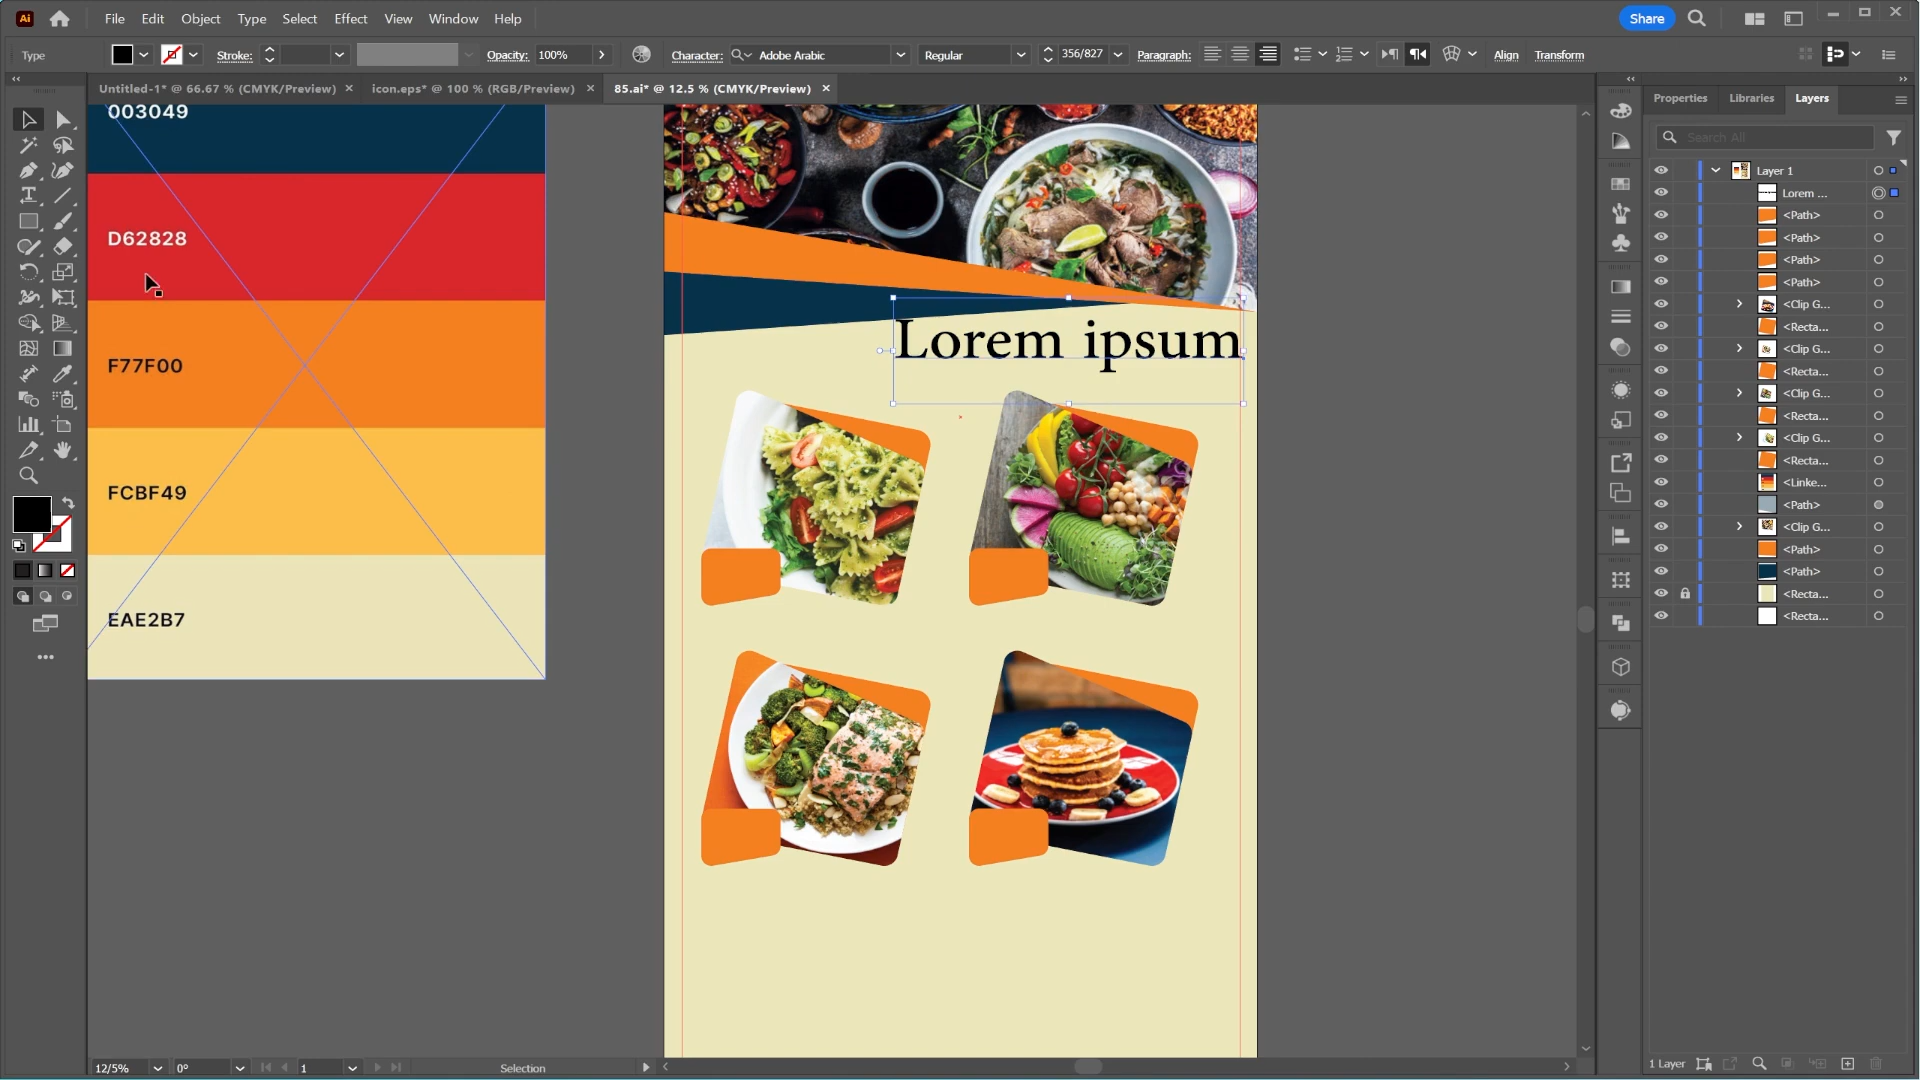 File Edit Object Type Select Effect View Window Help
Share
Type
Stroke:
Opacity: 100%
Character: Adobe Arabic
Regular
356/827
Paragraph:
Align
Transform
Untitled-1* @ 66.67 % (CMYK/Preview) ×
icon.eps* @ 100 % (RGB/Preview) ×
85.ai* @ 12.5 % (CMYK/Preview) ×
Properties Libraries Layers
Search All
003049
D62828
F77F00
FCBF49
EAE2B7
Lorem ipsum
Layer 1
Lorem ...
<Path>
<Path>
<Path>
<Path>
<Clip G...
<Recta...
<Clip G...
<Recta...
<Clip G...
<Recta...
<Clip G...
<Recta...
<Linke...
<Path>
<Clip G...
<Path>
<Path>
<Recta...
<Recta...
12/5%
0°
1
Selection
1 Layer